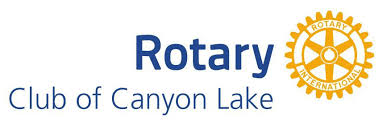 Rotary
Club of Canyon Lake
ROTARY
INTERNATIONAL